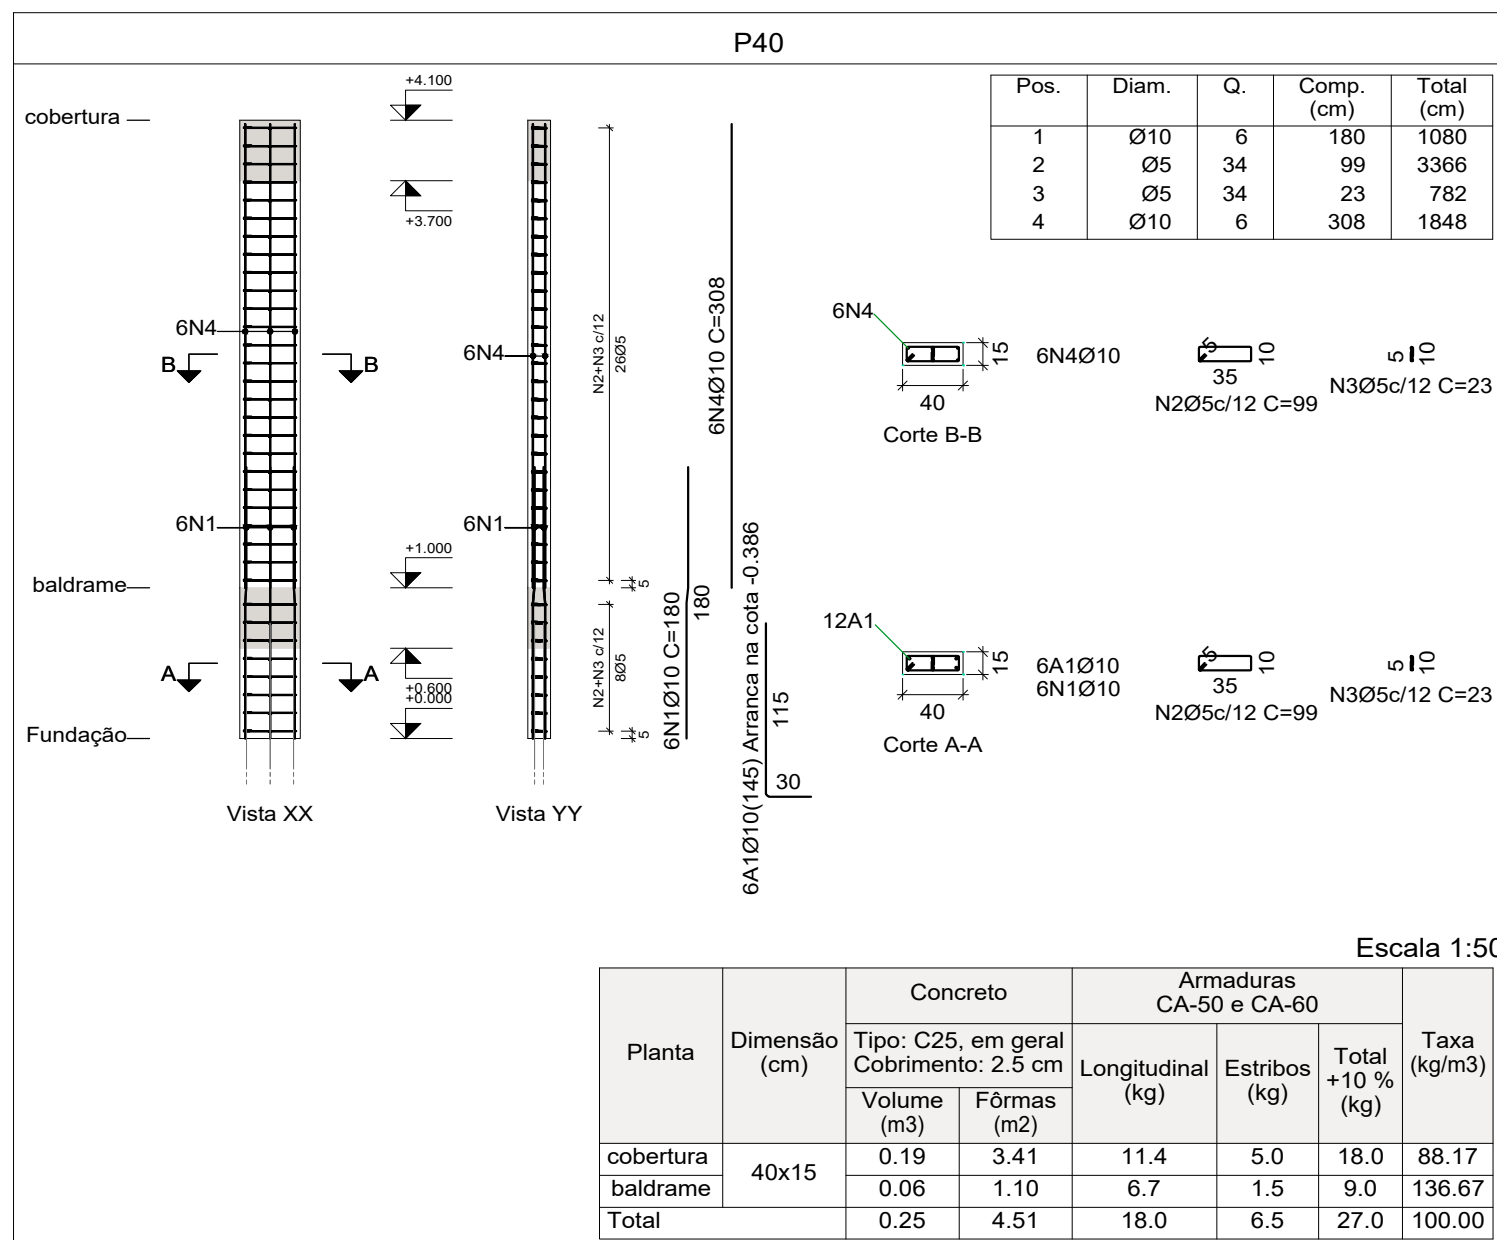 P40
cobertura
+4.100
+3.700
6N4
B B
6N1
baldrame
+1.000
A A
+0.600
+0.000
Fundação
Vista XX
6N4
6N1
Vista YY
N2+N3 c/12
26Ø5
5
N2+N3 c/12
8Ø5
5
6N1Ø10 C=180
180
6N4Ø10 C=308
6A1Ø10(145) Arranca na cota -0.386
115
30
Pos. Diam. Q. Comp. (cm) Total (cm)
1 Ø10 6 180 1080
2 Ø5 34 99 3366
3 Ø5 34 23 782
4 Ø10 6 308 1848
6N4
15
40
Corte B-B
6N4Ø10
5
10
35
N2Ø5c/12 C=99
5 10
N3Ø5c/12 C=23
12A1
15
40
Corte A-A
6A1Ø10
6N1Ø10
5
10
35
N2Ø5c/12 C=99
5 10
N3Ø5c/12 C=23
Escala 1:50
Planta
Dimensão
(cm)
Concreto
Tipo: C25, em geral
Cobrimento: 2.5 cm
Volume
(m3)
Fôrmas
(m2)
Armaduras
CA-50 e CA-60
Longitudinal
(kg)
Estribos
(kg)
Total
+10 %
(kg)
Taxa
(kg/m3)
cobertura 40x15 0.19 3.41 11.4 5.0 18.0 88.17
baldrame 0.06 1.10 6.7 1.5 9.0 136.67
Total 0.25 4.51 18.0 6.5 27.0 100.00